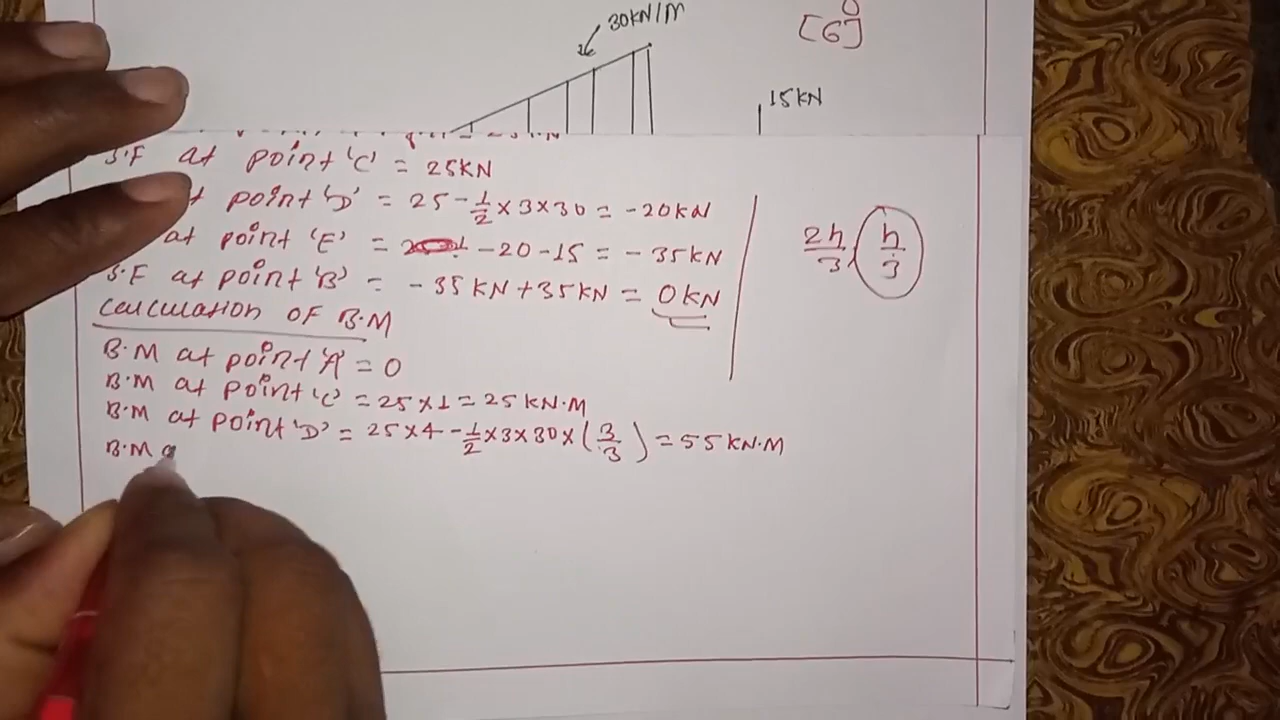 30KN/M
[6]
15KN
S.F at point 'C' = 25KN
at point 'D' = 25 - 1/2 × 3 × 30 = -20KN
at point 'E' = -20 - 15 = -35KN
S.F at point 'B' = -35KN + 35KN = 0KN
2h/3, h/3
Calculation OF B.M
B.M at point 'A' = 0
B.M at point 'C' = 25 × 1 = 25 KN.M
B.M at point 'D' = 25 × 4 - 1/2 × 3 × 30 × (3/3) = 55 KN.M
B.M a